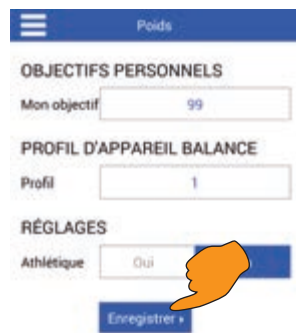 Poids
OBJECTIFS PERSONNELS
Mon objectif 99
PROFIL D'APPAREIL BALANCE
Profil 1
RÉGLAGES
Athlétique Oui
Enregistrer